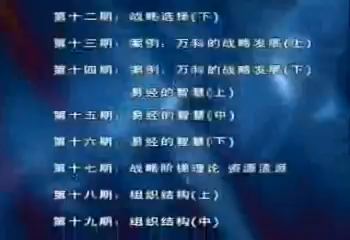 第十二期：战略选择(下)
第十三期：案例：万科的战略发展(上)
第十四期：案例：万科的战略发展(下)
易经的智慧(上)
第十五期：易经的智慧(中)
第十六期：易经的智慧(下)
第十七期：战略阶梯理论 资源遗源
第十八期：组织结构(上)
第十九期：组织结构(中)